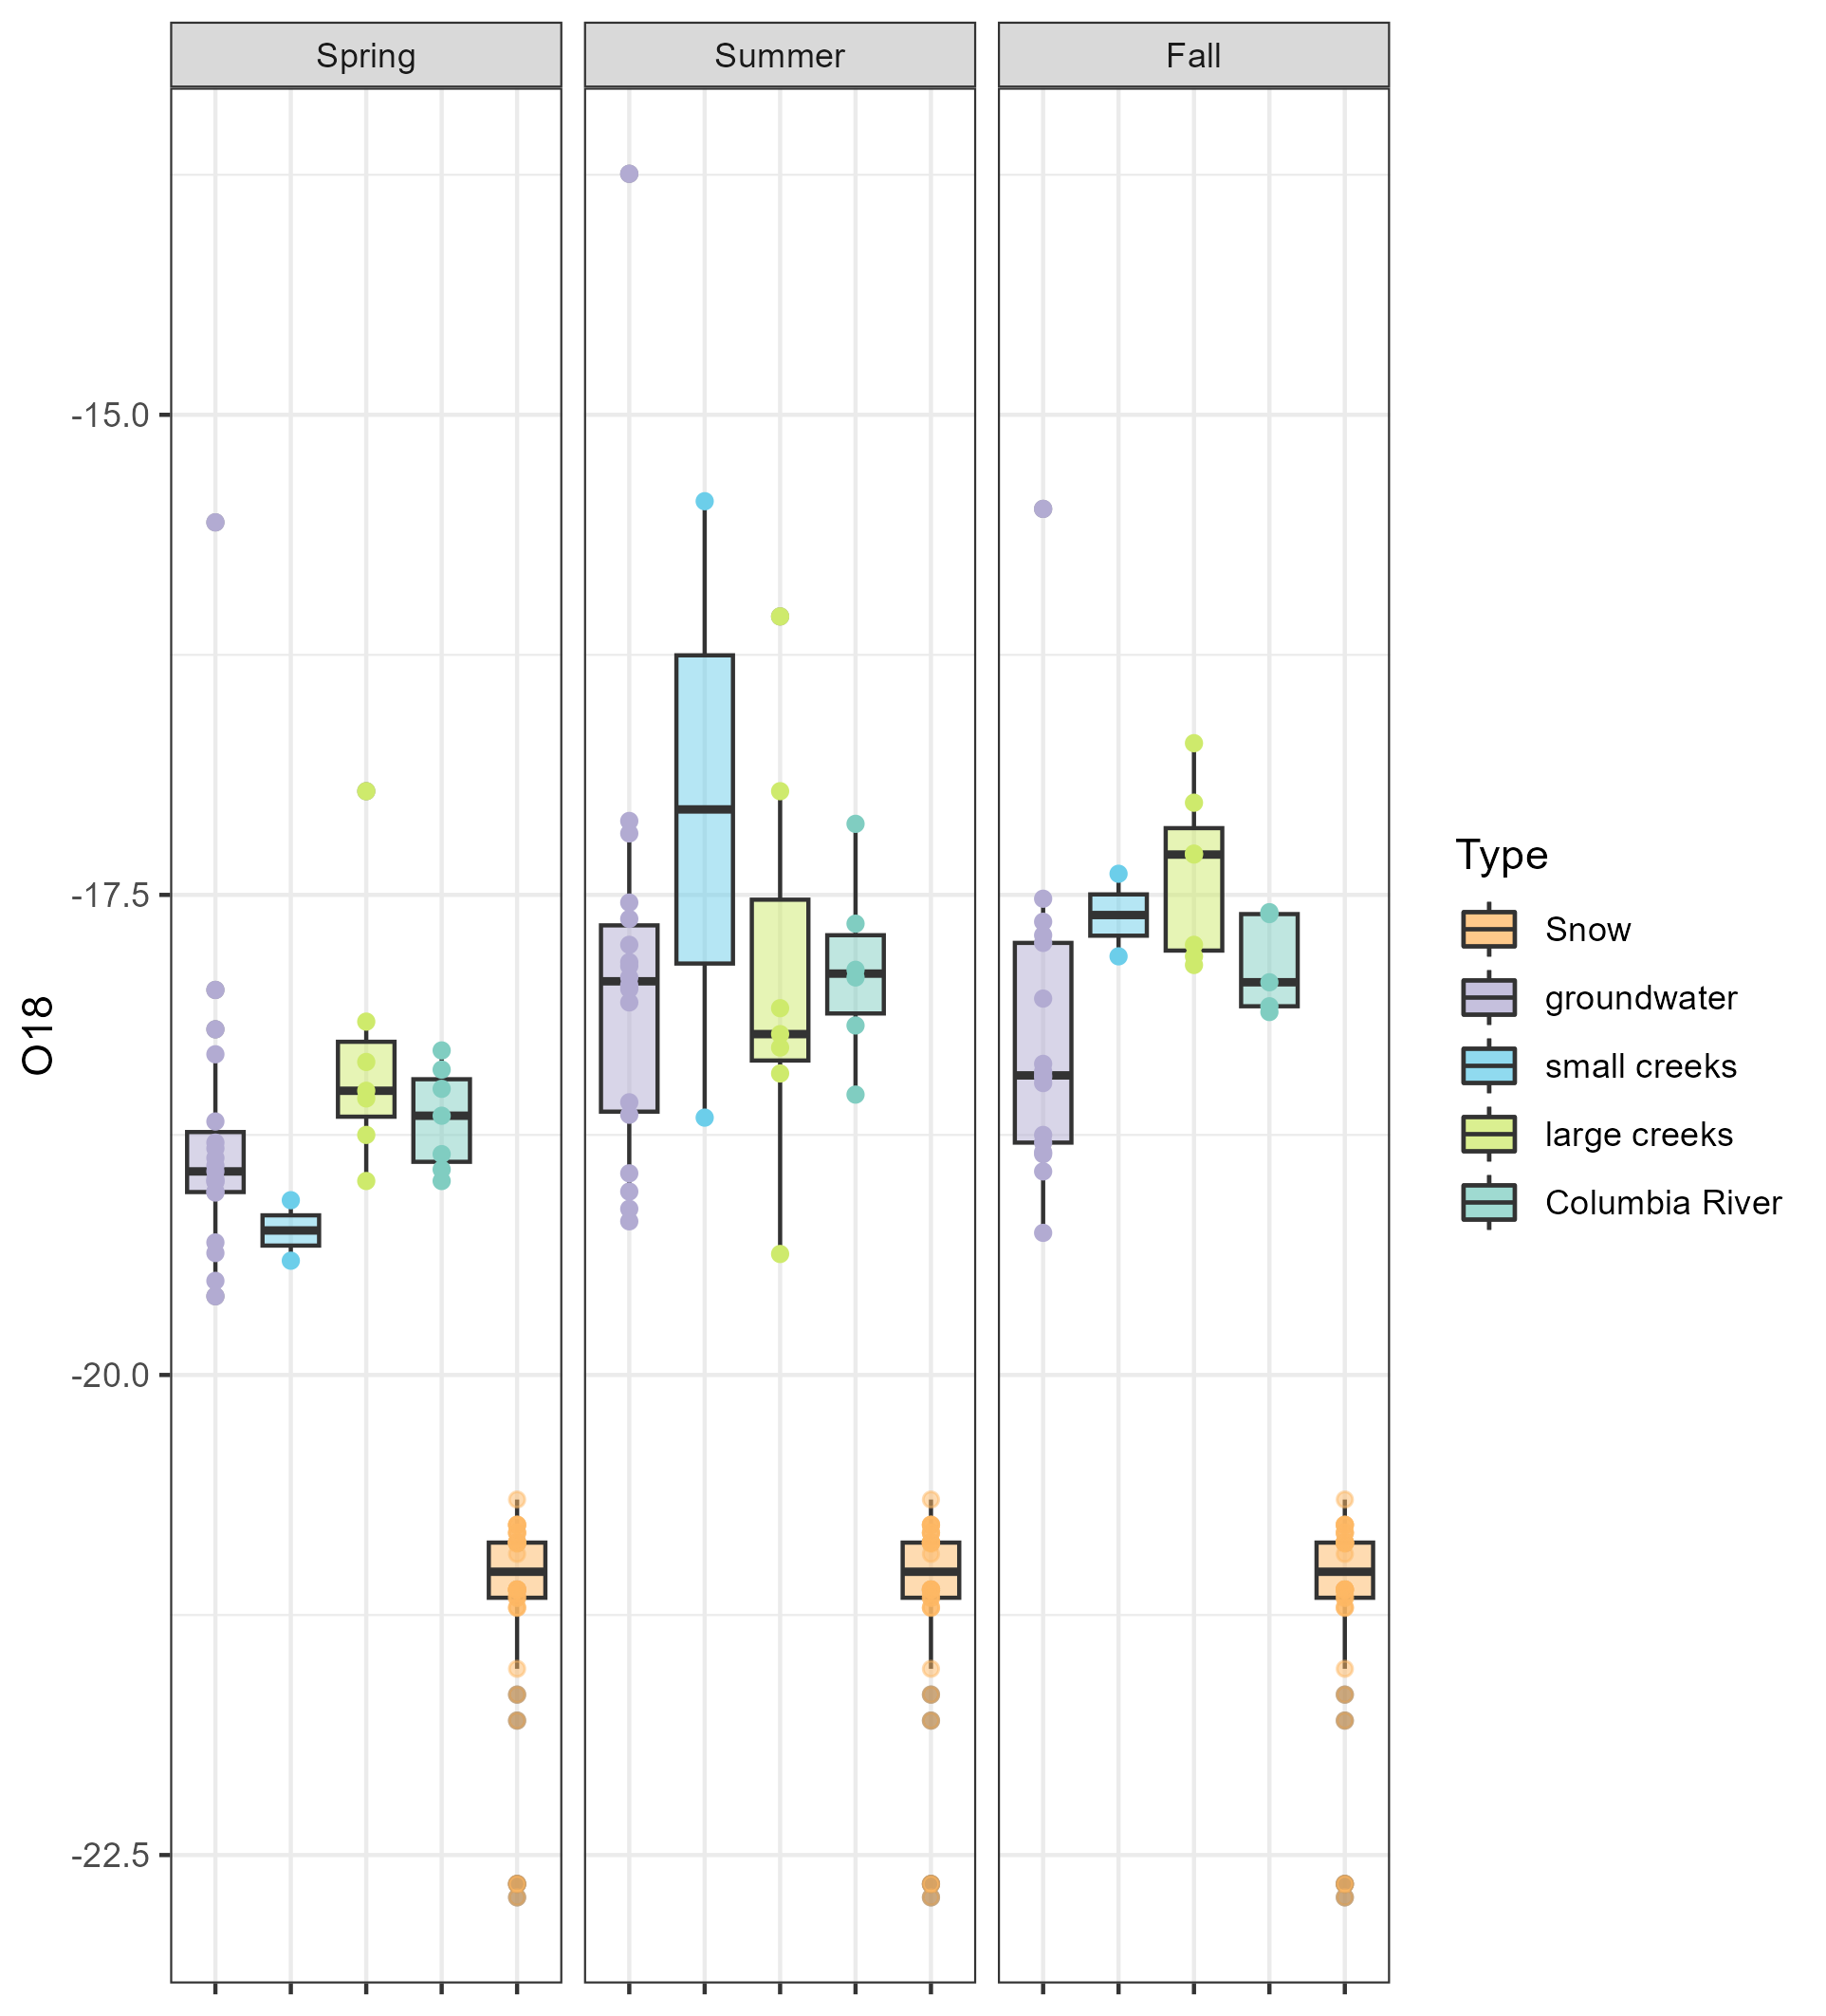 Spring
Summer
Fall
-15.0
-17.5
-20.0
-22.5
O18
Type
Snow
groundwater
small creeks
large creeks
Columbia River